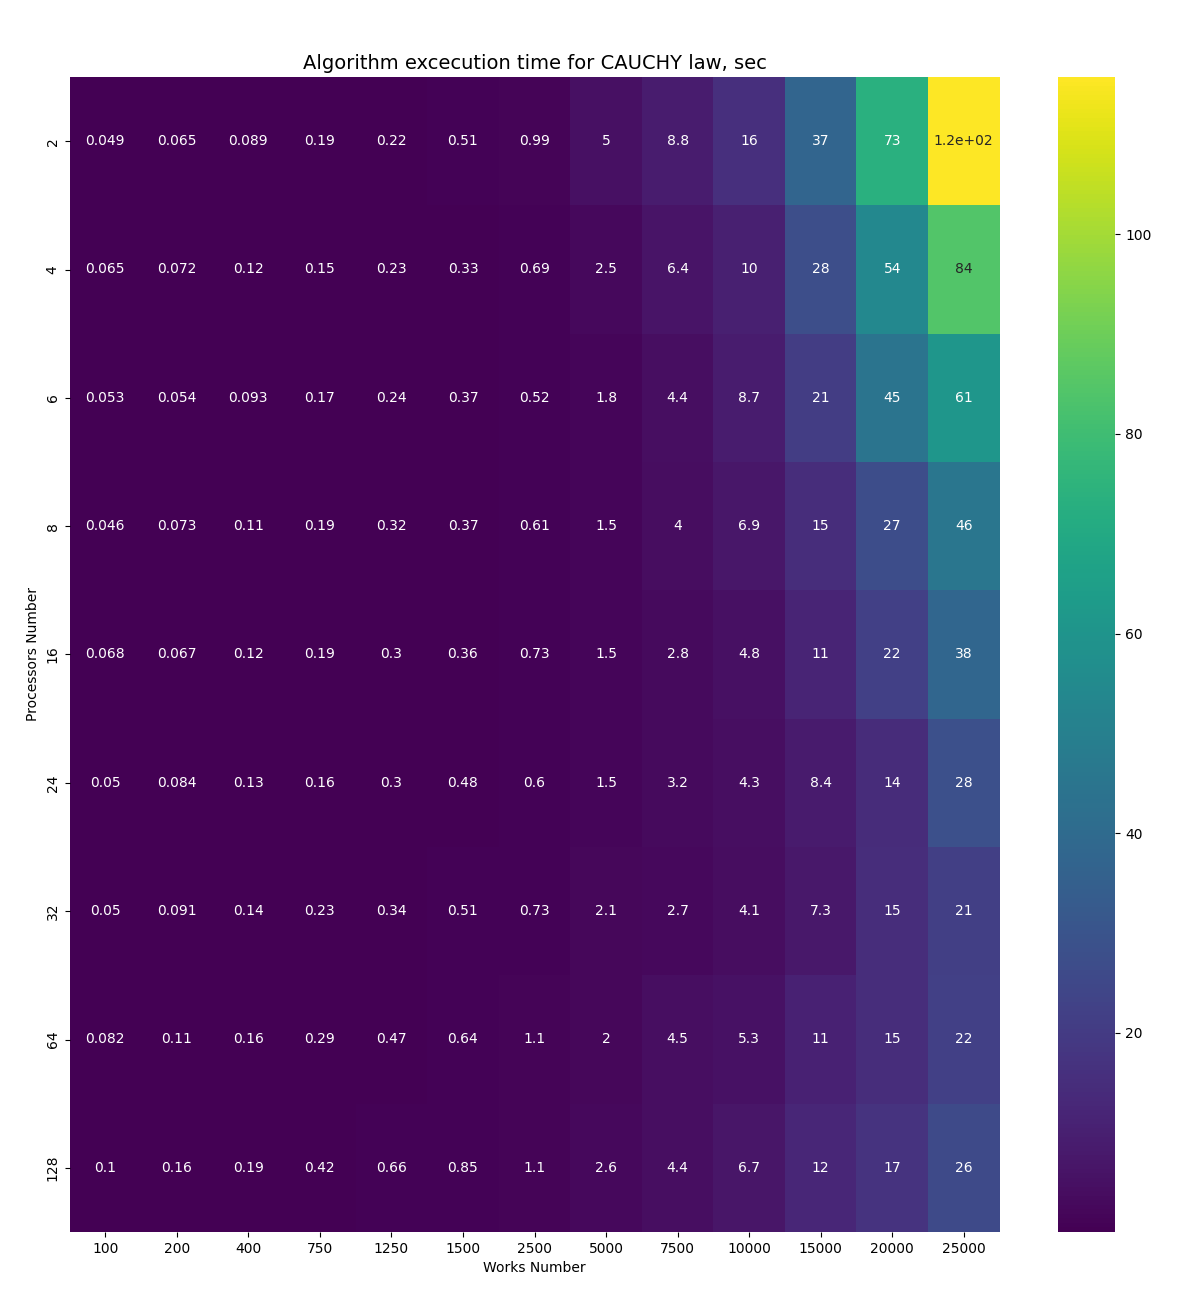 Algorithm excecution time for CAUCHY law, sec
2 0.049 0.065 0.089 0.19 0.22 0.51 0.99 5 8.8 16 37 73 1.2e+02
4 0.065 0.072 0.12 0.15 0.23 0.33 0.69 2.5 6.4 10 28 54 84
6 0.053 0.054 0.093 0.17 0.24 0.37 0.52 1.8 4.4 8.7 21 45 61
8 0.046 0.073 0.11 0.19 0.32 0.37 0.61 1.5 4 6.9 15 27 46
16 0.068 0.067 0.12 0.19 0.3 0.36 0.73 1.5 2.8 4.8 11 22 38
24 0.05 0.084 0.13 0.16 0.3 0.48 0.6 1.5 3.2 4.3 8.4 14 28
32 0.05 0.091 0.14 0.23 0.34 0.51 0.73 2.1 2.7 4.1 7.3 15 21
64 0.082 0.11 0.16 0.29 0.47 0.64 1.1 2 4.5 5.3 11 15 22
128 0.1 0.16 0.19 0.42 0.66 0.85 1.1 2.6 4.4 6.7 12 17 26
100 200 400 750 1250 1500 2500 5000 7500 10000 15000 20000 25000
Works Number
Processors Number
100
80
60
40
20